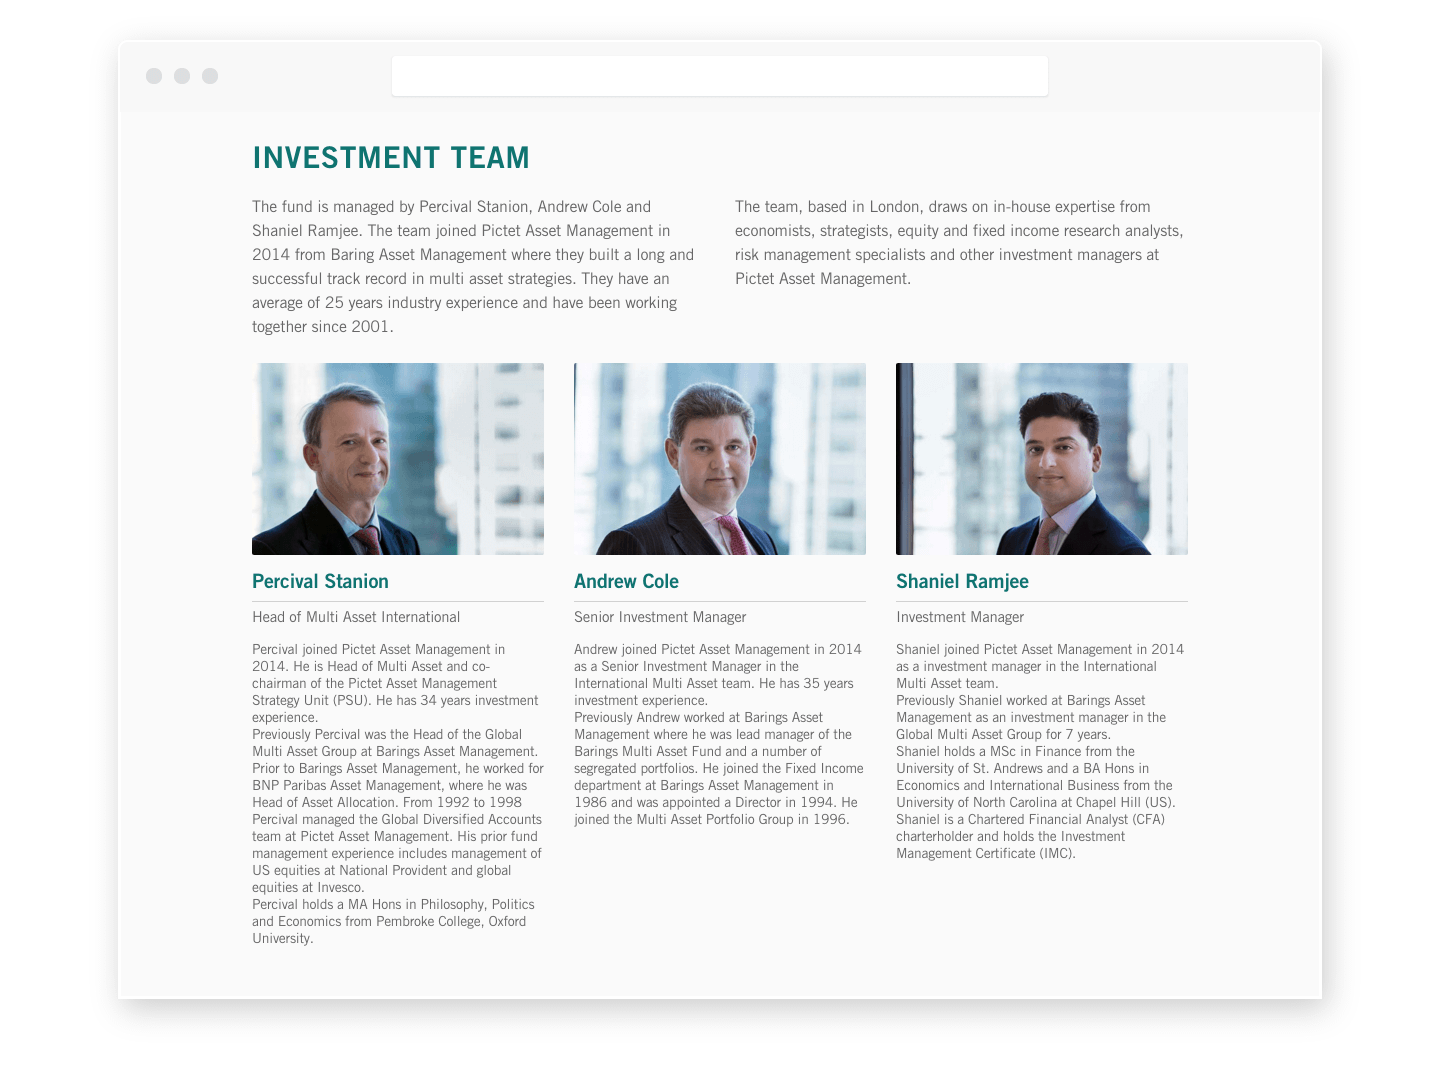 INVESTMENT TEAM
The fund is managed by Percival Stanion, Andrew Cole and
Shaniel Ramjee. The team joined Pictet Asset Management in
2014 from Baring Asset Management where they built a long and
successful track record in multi asset strategies. They have an
average of 25 years industry experience and have been working
together since 2001.
The team, based in London, draws on in-house expertise from
economists, strategists, equity and fixed income research analysts,
risk management specialists and other investment managers at
Pictet Asset Management.
Percival Stanion
Head of Multi Asset International
Percival joined Pictet Asset Management in
2014. He is Head of Multi Asset and co-
chairman of the Pictet Asset Management
Strategy Unit (PSU). He has 34 years investment
experience.
Previously Percival was the Head of the Global
Multi Asset Group at Barings Asset Management.
Prior to Barings Asset Management, he worked for
BNP Paribas Asset Management, where he was
Head of Asset Allocation. From 1992 to 1998
Percival managed the Global Diversified Accounts
team at Pictet Asset Management. His prior fund
management experience includes management of
US equities at National Provident and global
equities at Invesco.
Percival holds a MA Hons in Philosophy, Politics
and Economics from Pembroke College, Oxford
University.
Andrew Cole
Senior Investment Manager
Andrew joined Pictet Asset Management in 2014
as a Senior Investment Manager in the
International Multi Asset team. He has 35 years
investment experience.
Previously Andrew worked at Barings Asset
Management where he was lead manager of the
Barings Multi Asset Fund and a number of
segregated portfolios. He joined the Fixed Income
department at Barings Asset Management in
1986 and was appointed a Director in 1994. He
joined the Multi Asset Portfolio Group in 1996.
Shaniel Ramjee
Investment Manager
Shaniel joined Pictet Asset Management in 2014
as a investment manager in the International
Multi Asset team.
Previously Shaniel worked at Barings Asset
Management as an investment manager in the
Global Multi Asset Group for 7 years.
Shaniel holds a MSc in Finance from the
University of St. Andrews and a BA Hons in
Economics and International Business from the
University of North Carolina at Chapel Hill (US).
Shaniel is a Chartered Financial Analyst (CFA)
charterholder and holds the Investment
Management Certificate (IMC).